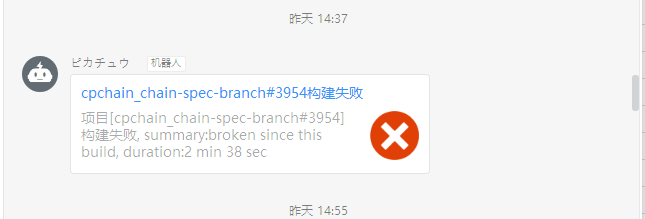 昨天 14:37
ピカチュウ 机器人
cpchain_chain-spec-branch#3954构建失败
项目[cpchain_chain-spec-branch#3954]
构建失败, summary:broken since this
build, duration:2 min 38 sec
昨天 14:55